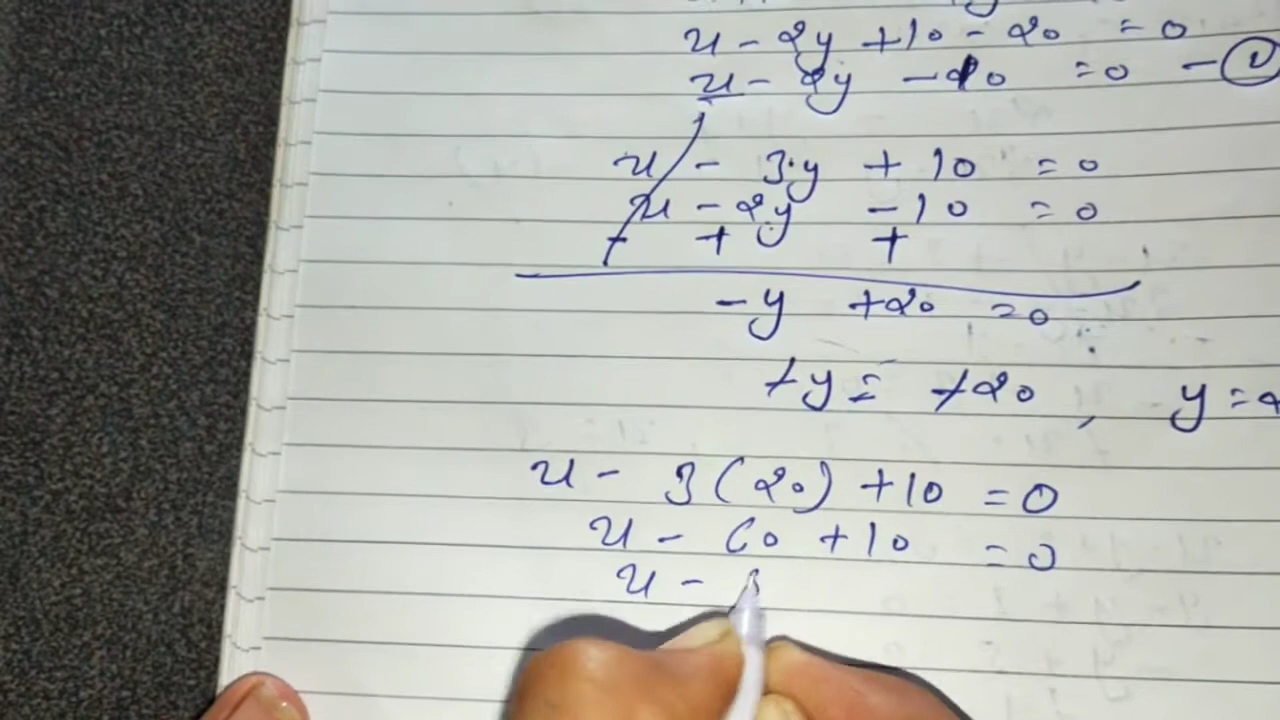 x - 2y + 10 - 20 = 0
x - 2y - 10 = 0 - 
x - 3y + 10 = 0
x - 2y - 10 = 0
- + +
-y + 20 = 0
+y = +20 , y = 2
x - 3(20) + 10 = 0
x - 60 + 10 = 0
x -